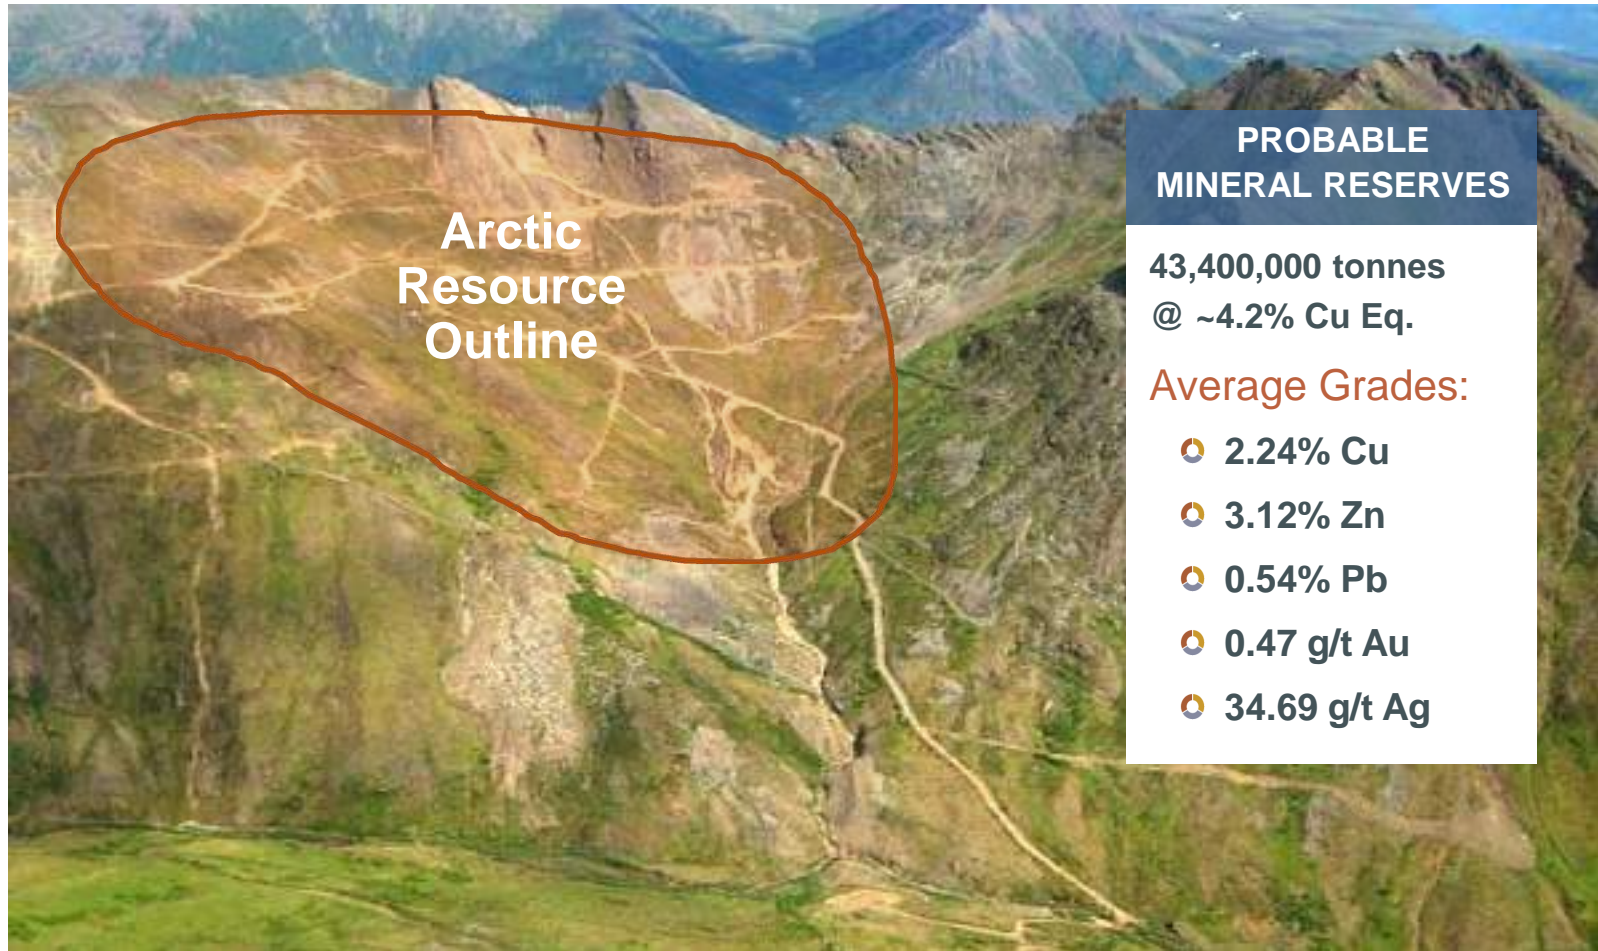 Arctic
Resource
Outline
PROBABLE
MINERAL RESERVES
43,400,000 tonnes
@ ~4.2% Cu Eq.
Average Grades:
2.24% Cu
3.12% Zn
0.54% Pb
0.47 g/t Au
34.69 g/t Ag